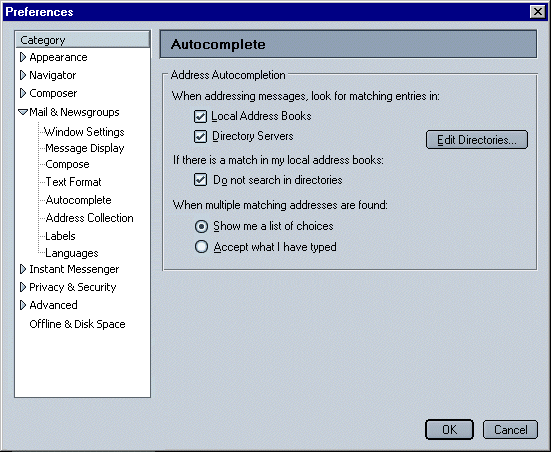 Preferences
Category
Appearance
Navigator
Composer
Mail & Newsgroups
Window Settings
Message Display
Compose
Text Format
Autocomplete
Address Collection
Labels
Languages
Instant Messenger
Privacy & Security
Advanced
Offline & Disk Space
Autocomplete
Address Autocompletion
When addressing messages, look for matching entries in:
Local Address Books
Directory Servers
Edit Directories...
If there is a match in my local address books:
Do not search in directories
When multiple matching addresses are found:
Show me a list of choices
Accept what I have typed
OK
Cancel